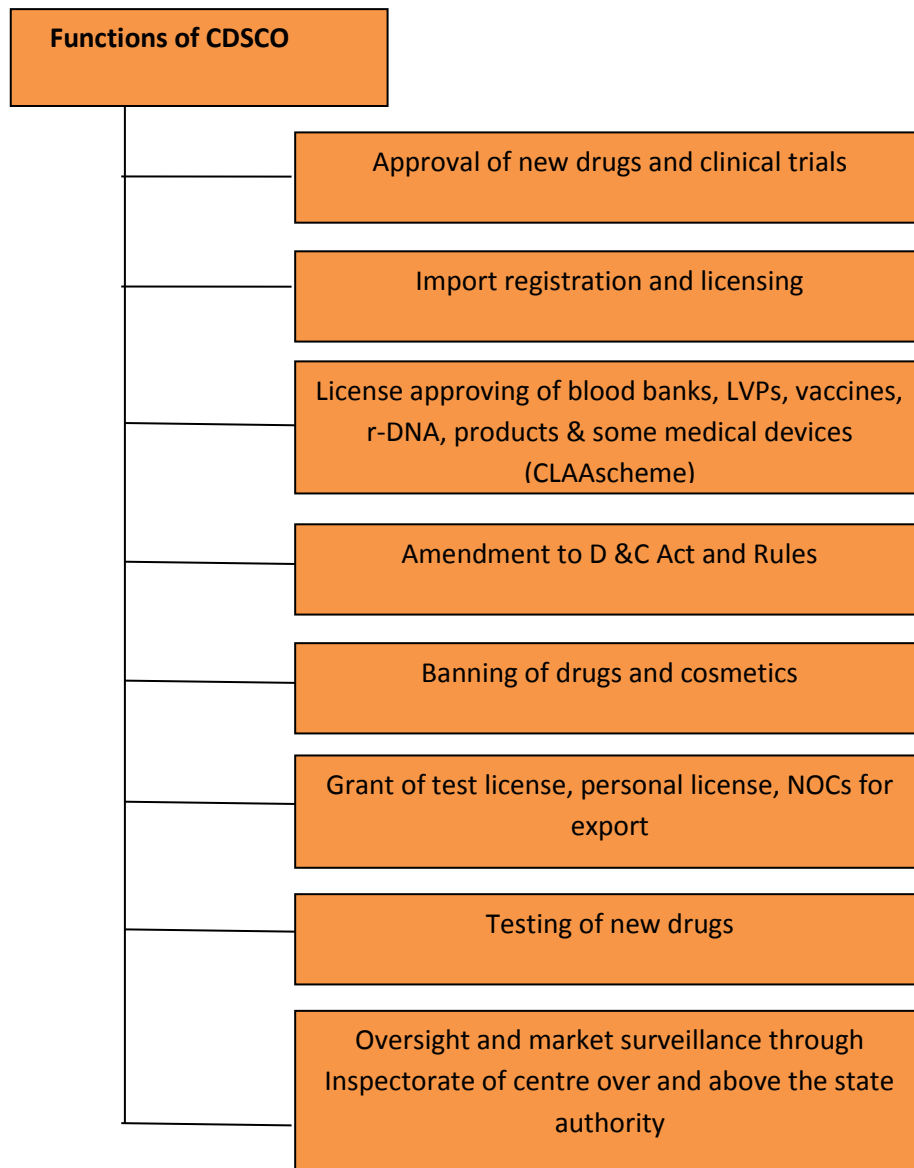 Functions of CDSCO
Approval of new drugs and clinical trials
Import registration and licensing
License approving of blood banks, LVPs, vaccines,
r-DNA, products & some medical devices
(CLAAscheme)
Amendment to D &C Act and Rules
Banning of drugs and cosmetics
Grant of test license, personal license, NOCs for
export
Testing of new drugs
Oversight and market surveillance through
Inspectorate of centre over and above the state
authority